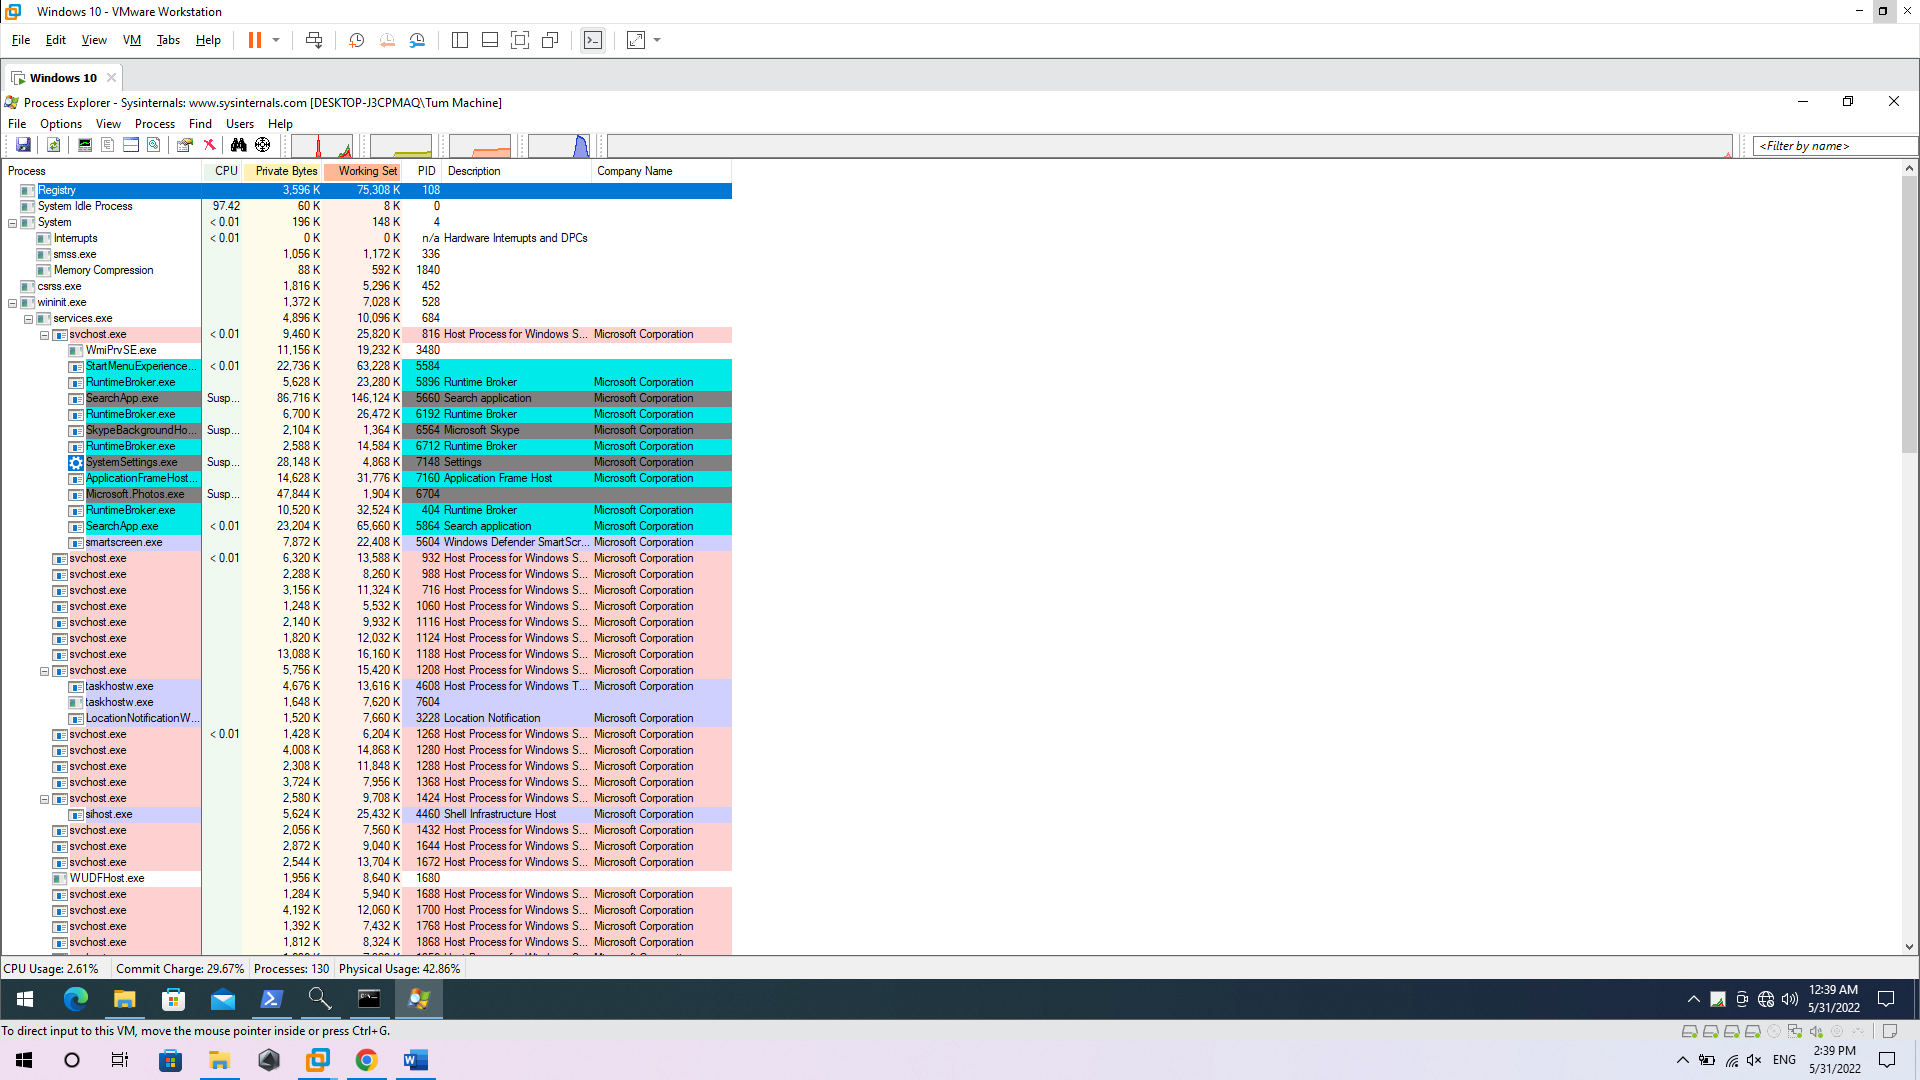 Windows 10 - VMware Workstation
File Edit View VM Tabs Help
Windows 10
Process Explorer - Sysinternals: www.sysinternals.com [DESKTOP-J3CPMAQ\Tum Machine]
File Options View Process Find Users Help
<Filter by name>
Process CPU Private Bytes Working Set PID Description Company Name
Registry 3,596 K 75,308 K 108
System Idle Process 97.42 60 K 8 K 0
System < 0.01 196 K 148 K 4
Interrupts < 0.01 0 K 0 K n/a Hardware Interrupts and DPCs
smss.exe 1,056 K 1,172 K 336
Memory Compression 88 K 592 K 1840
csrss.exe 1,816 K 5,296 K 452
wininit.exe 1,372 K 7,028 K 528
services.exe 4,896 K 10,096 K 684
svchost.exe < 0.01 9,460 K 25,820 K 816 Host Process for Windows S... Microsoft Corporation
WmiPrvSE.exe 11,156 K 19,232 K 3480
StartMenuExperience... < 0.01 22,736 K 63,228 K 5584
RuntimeBroker.exe 5,628 K 23,280 K 5896 Runtime Broker Microsoft Corporation
SearchApp.exe Susp... 86,716 K 146,124 K 5660 Search application Microsoft Corporation
RuntimeBroker.exe 6,700 K 26,472 K 6192 Runtime Broker Microsoft Corporation
SkypeBackgroundHo... Susp... 2,104 K 1,364 K 6564 Microsoft Skype Microsoft Corporation
RuntimeBroker.exe 2,588 K 14,584 K 6712 Runtime Broker Microsoft Corporation
SystemSettings.exe Susp... 28,148 K 4,868 K 7148 Settings Microsoft Corporation
ApplicationFrameHost... 14,628 K 31,776 K 7160 Application Frame Host Microsoft Corporation
Microsoft.Photos.exe Susp... 47,844 K 1,904 K 6704
RuntimeBroker.exe 10,520 K 32,524 K 404 Runtime Broker Microsoft Corporation
SearchApp.exe < 0.01 23,204 K 65,660 K 5864 Search application Microsoft Corporation
smartscreen.exe 7,872 K 22,408 K 5604 Windows Defender SmartScr... Microsoft Corporation
svchost.exe < 0.01 6,320 K 13,588 K 932 Host Process for Windows S... Microsoft Corporation
svchost.exe 2,288 K 8,260 K 988 Host Process for Windows S... Microsoft Corporation
svchost.exe 3,156 K 11,324 K 716 Host Process for Windows S... Microsoft Corporation
svchost.exe 1,248 K 5,532 K 1060 Host Process for Windows S... Microsoft Corporation
svchost.exe 2,140 K 9,932 K 1116 Host Process for Windows S... Microsoft Corporation
svchost.exe 1,820 K 12,032 K 1124 Host Process for Windows S... Microsoft Corporation
svchost.exe 13,088 K 16,160 K 1188 Host Process for Windows S... Microsoft Corporation
svchost.exe 5,756 K 15,420 K 1208 Host Process for Windows S... Microsoft Corporation
taskhostw.exe 4,676 K 13,616 K 4608 Host Process for Windows T... Microsoft Corporation
taskhostw.exe 1,648 K 7,620 K 7604
LocationNotificationW... 1,520 K 7,660 K 3228 Location Notification Microsoft Corporation
svchost.exe < 0.01 1,428 K 6,204 K 1268 Host Process for Windows S... Microsoft Corporation
svchost.exe 4,008 K 14,868 K 1280 Host Process for Windows S... Microsoft Corporation
svchost.exe 2,308 K 11,848 K 1288 Host Process for Windows S... Microsoft Corporation
svchost.exe 3,724 K 7,956 K 1368 Host Process for Windows S... Microsoft Corporation
svchost.exe 2,580 K 9,708 K 1424 Host Process for Windows S... Microsoft Corporation
sihost.exe 5,624 K 25,432 K 4460 Shell Infrastructure Host Microsoft Corporation
svchost.exe 2,056 K 7,560 K 1432 Host Process for Windows S... Microsoft Corporation
svchost.exe 2,872 K 9,040 K 1644 Host Process for Windows S... Microsoft Corporation
svchost.exe 2,544 K 13,704 K 1672 Host Process for Windows S... Microsoft Corporation
WUDFHost.exe 1,956 K 8,640 K 1680
svchost.exe 1,284 K 5,940 K 1688 Host Process for Windows S... Microsoft Corporation
svchost.exe 4,192 K 12,060 K 1700 Host Process for Windows S... Microsoft Corporation
svchost.exe 1,392 K 7,432 K 1768 Host Process for Windows S... Microsoft Corporation
svchost.exe 1,812 K 8,324 K 1868 Host Process for Windows S... Microsoft Corporation
CPU Usage: 2.61% Commit Charge: 29.67% Processes: 130 Physical Usage: 42.86%
12:39 AM
5/31/2022
To direct input to this VM, move the mouse pointer inside or press Ctrl+G.
ENG
2:39 PM
5/31/2022